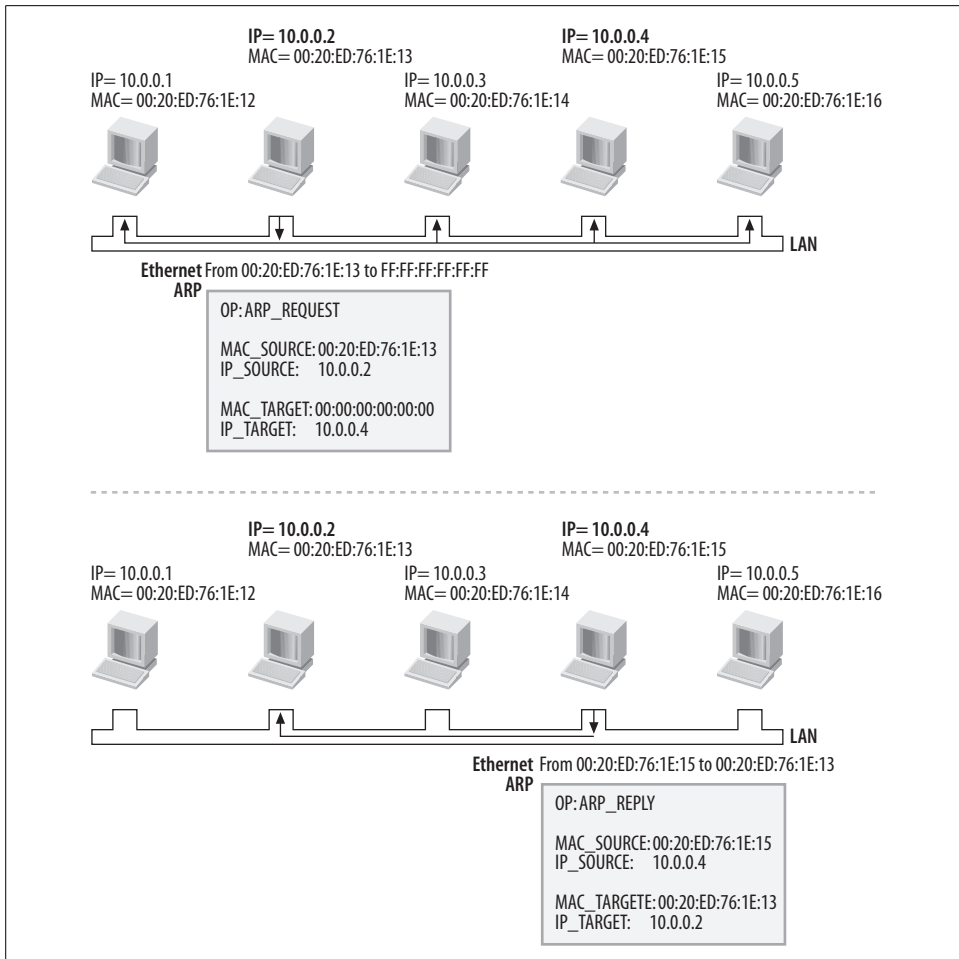 IP= 10.0.0.2
MAC= 00:20:ED:76:1E:13
IP= 10.0.0.4
MAC= 00:20:ED:76:1E:15
IP= 10.0.0.1
MAC= 00:20:ED:76:1E:12
IP= 10.0.0.3
MAC= 00:20:ED:76:1E:14
IP= 10.0.0.5
MAC= 00:20:ED:76:1E:16
LAN
Ethernet From 00:20:ED:76:1E:13 to FF:FF:FF:FF:FF:FF
ARP
OP: ARP_REQUEST
MAC_SOURCE: 00:20:ED:76:1E:13
IP_SOURCE: 10.0.0.2
MAC_TARGET: 00:00:00:00:00:00
IP_TARGET: 10.0.0.4
IP= 10.0.0.2
MAC= 00:20:ED:76:1E:13
IP= 10.0.0.4
MAC= 00:20:ED:76:1E:15
IP= 10.0.0.1
MAC= 00:20:ED:76:1E:12
IP= 10.0.0.3
MAC= 00:20:ED:76:1E:14
IP= 10.0.0.5
MAC= 00:20:ED:76:1E:16
LAN
Ethernet From 00:20:ED:76:1E:15 to 00:20:ED:76:1E:13
ARP
OP: ARP_REPLY
MAC_SOURCE: 00:20:ED:76:1E:15
IP_SOURCE: 10.0.0.4
MAC_TARGETE: 00:20:ED:76:1E:13
IP_TARGET: 10.0.0.2